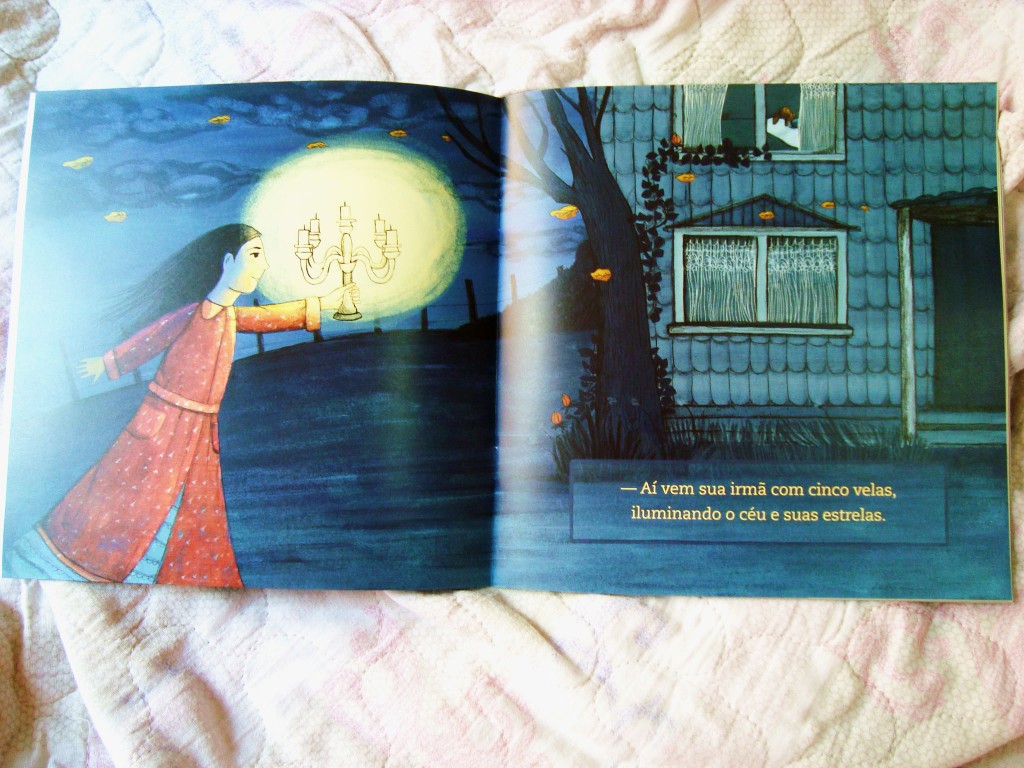 — Aí vem sua irmã com cinco velas,
iluminando o céu e suas estrelas.